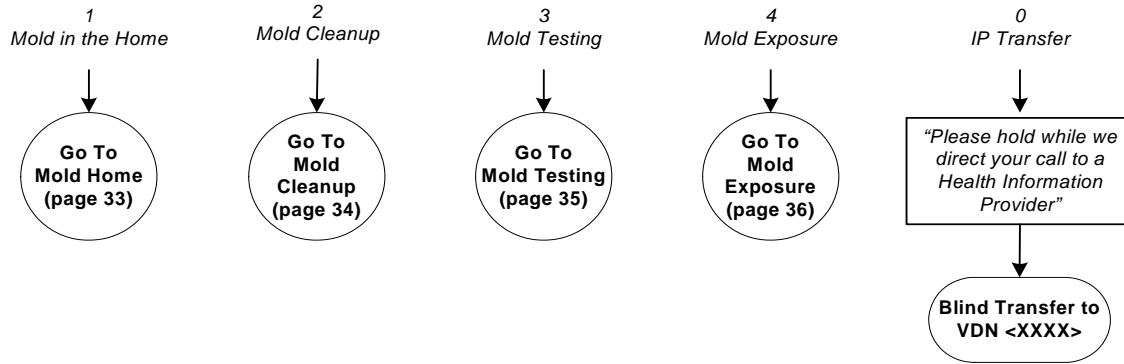 1
Mold in the Home
2
Mold Cleanup
3
Mold Testing
4
Mold Exposure
0
IP Transfer
Go To
Mold Home
(page 33)
Go To
Mold
Cleanup
(page 34)
Go To
Mold Testing
(page 35)
Go To
Mold
Exposure
(page 36)
“Please hold while we
direct your call to a
Health Information
Provider”
Blind Transfer to
VDN <XXXX>